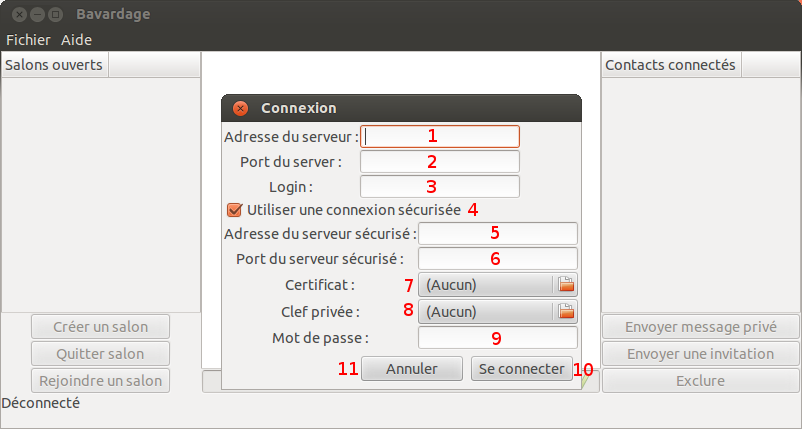 Bavardage
Fichier Aide
Salons ouverts
Contacts connectés
Connexion
Adresse du serveur : 1
Port du server : 2
Login : 3
Utiliser une connexion sécurisée 4
Adresse du serveur sécurisé : 5
Port du serveur sécurisé : 6
Certificat : 7 (Aucun)
Clef privée : 8 (Aucun)
Mot de passe : 9
11 Annuler Se connecter 10
Créer un salon
Quitter salon
Rejoindre un salon
Envoyer message privé
Envoyer une invitation
Exclure
Déconnecté